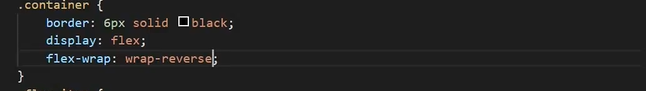 .container {
border: 6px solid black;
display: flex;
flex-wrap: wrap-reverse;
}